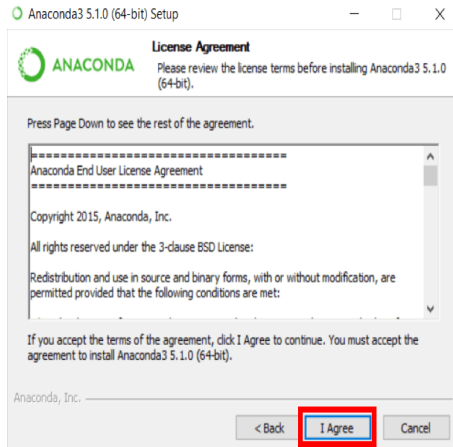 Anaconda3 5.1.0 (64-bit) Setup
License Agreement
ANACONDA
Please review the license terms before installing Anaconda3 5.1.0
(64-bit).
Press Page Down to see the rest of the agreement.
===================================
Anaconda End User License Agreement
===================================
Copyright 2015, Anaconda, Inc.
All rights reserved under the 3-clause BSD License:
Redistribution and use in source and binary forms, with or without modification, are
permitted provided that the following conditions are met:
If you accept the terms of the agreement, click I Agree to continue. You must accept the
agreement to install Anaconda3 5.1.0 (64-bit).
Anaconda, Inc.
< Back
I Agree
Cancel